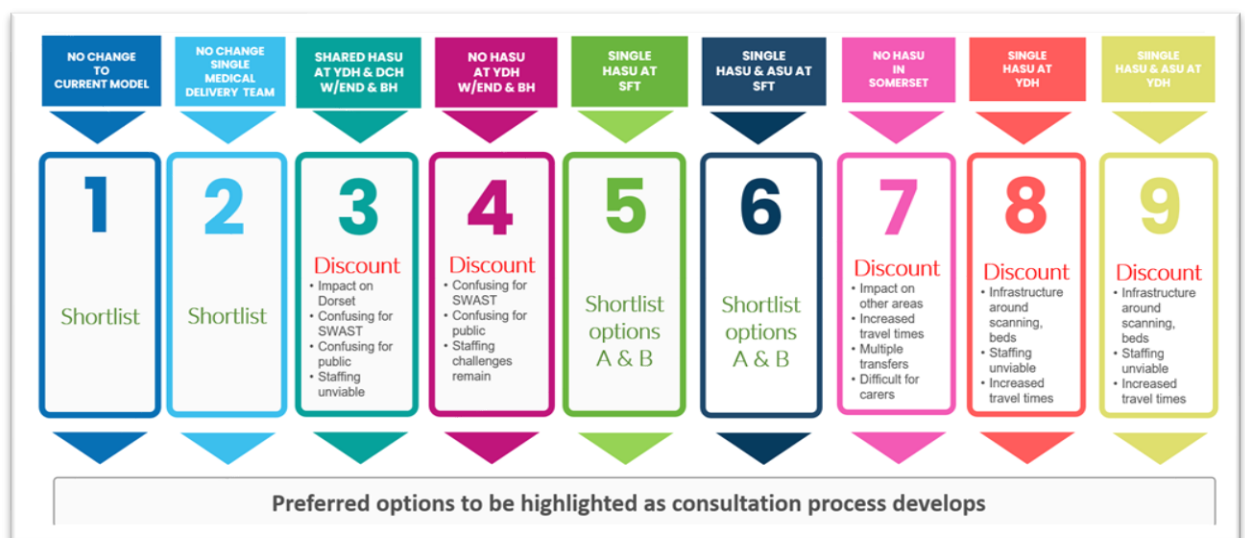 NO CHANGE
TO
CURRENT MODEL
NO CHANGE
SINGLE
MEDICAL
DELIVERY TEAM
SHARED HASU
AT YDH & DCH
W/END & BH
NO HASU
AT YDH
W/END & BH
SINGLE
HASU AT
SFT
SINGLE
HASU & ASU AT
SFT
NO HASU
IN
SOMERSET
SINGLE
HASU AT
YDH
SIINGLE
HASU & ASU AT
YDH
1
Shortlist
2
Shortlist
3
Discount
• Impact on
Dorset
• Confusing for
SWAST
• Confusing for
public
• Staffing
unviable
4
Discount
• Confusing for
SWAST
• Confusing for
public
• Staffing
challenges
remain
5
Shortlist
options
A & B
6
Shortlist
options
A & B
7
Discount
• Impact on
other areas
• Increased
travel times
• Multiple
transfers
• Difficult for
carers
8
Discount
• Infrastructure
around
scanning,
beds
• Staffing
unviable
• Increased
travel times
9
Discount
• Infrastructure
around
scanning,
beds
• Staffing
unviable
• Increased
travel times
Preferred options to be highlighted as consultation process develops